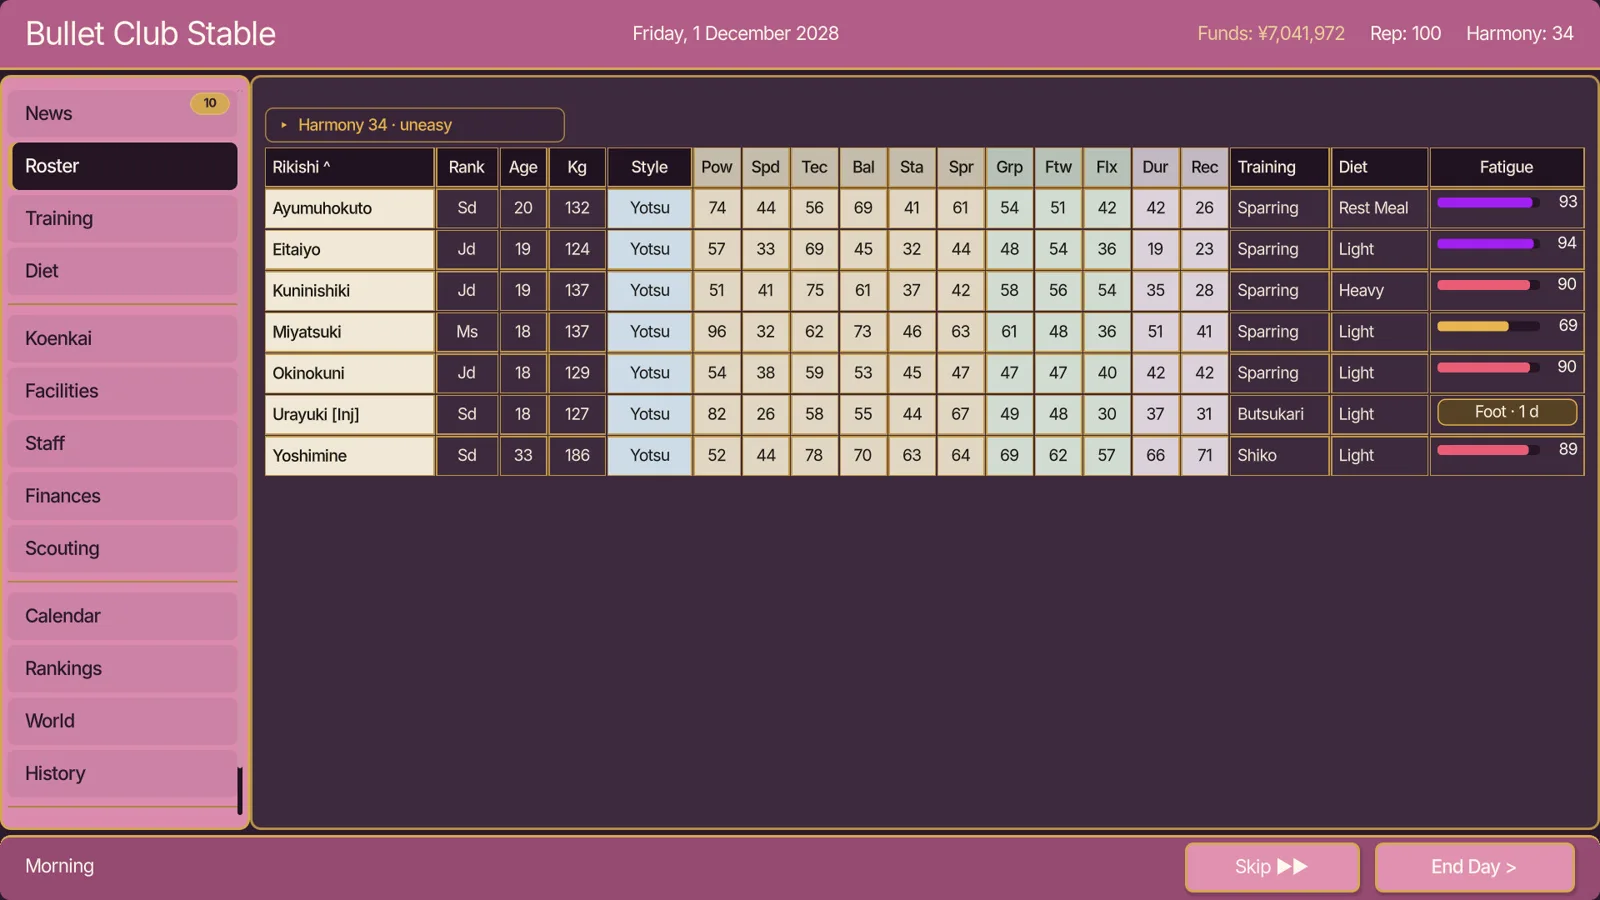 Bullet Club Stable
Friday, 1 December 2028
Funds: ¥7,041,972 Rep: 100 Harmony: 34
News 10
Roster
Training
Diet
Koenkai
Facilities
Staff
Finances
Scouting
Calendar
Rankings
World
History
▸ Harmony 34 · uneasy
Rikishi ^ Rank Age Kg Style Pow Spd Tec Bal Sta Spr Grp Ftw Flx Dur Rec Training Diet Fatigue
Ayumuhokuto Sd 20 132 Yotsu 74 44 56 69 41 61 54 51 42 42 26 Sparring Rest Meal 93
Eitaiyo Jd 19 124 Yotsu 57 33 69 45 32 44 48 54 36 19 23 Sparring Light 94
Kuninishiki Jd 19 137 Yotsu 51 41 75 61 37 42 58 56 54 35 28 Sparring Heavy 90
Miyatsuki Ms 18 137 Yotsu 96 32 62 73 46 63 61 48 36 51 41 Sparring Light 69
Okinokuni Jd 18 129 Yotsu 54 38 59 53 45 47 47 47 40 42 42 Sparring Light 90
Urayuki [Inj] Sd 18 127 Yotsu 82 26 58 55 44 67 49 48 30 37 31 Butsukari Light Foot · 1 d
Yoshimine Sd 33 186 Yotsu 52 44 78 70 63 64 69 62 57 66 71 Shiko Light 89
Morning
Skip ▶▶
End Day >